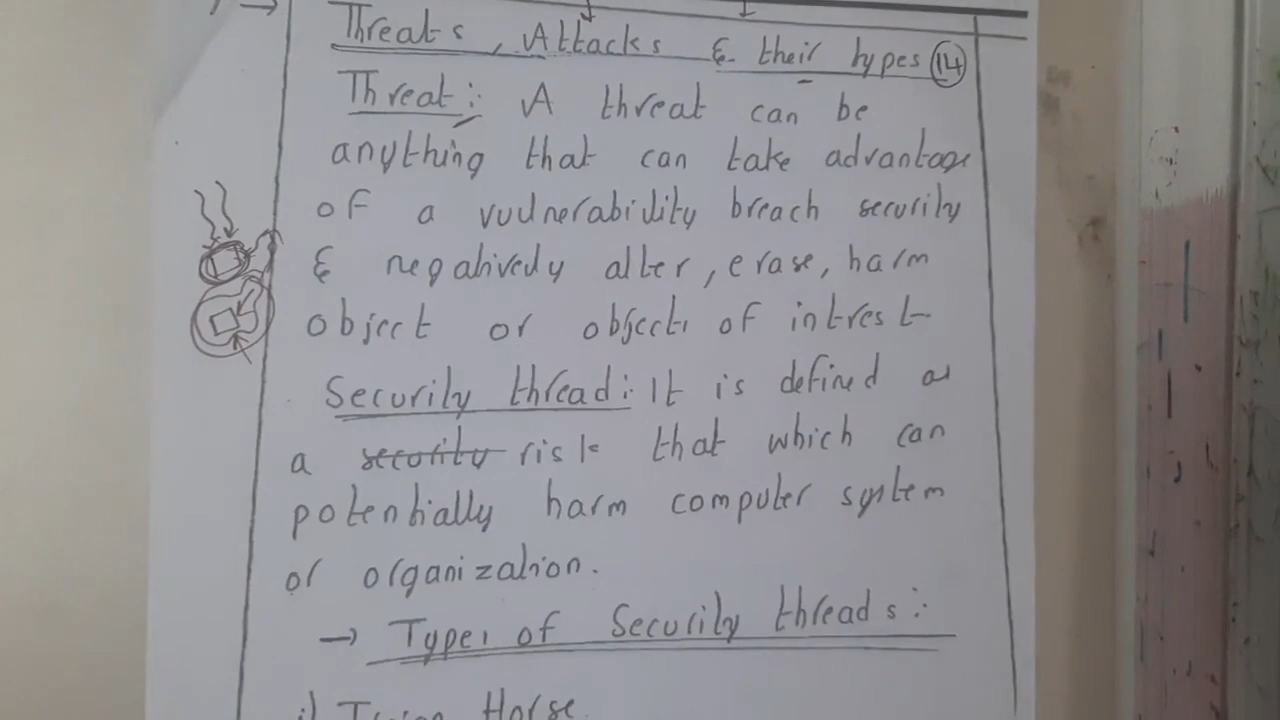 Threats, Attacks & their types 14
Threat:- A threat can be
anything that can take advantage
of a vulnerability breach security
& negatively alter, erase, harm
object or objects of intrest
Security thread:- It is defined as
a security risk that which can
potentially harm computer system
or organization.
→ Types of Security threads:-
i) Trojan Horse